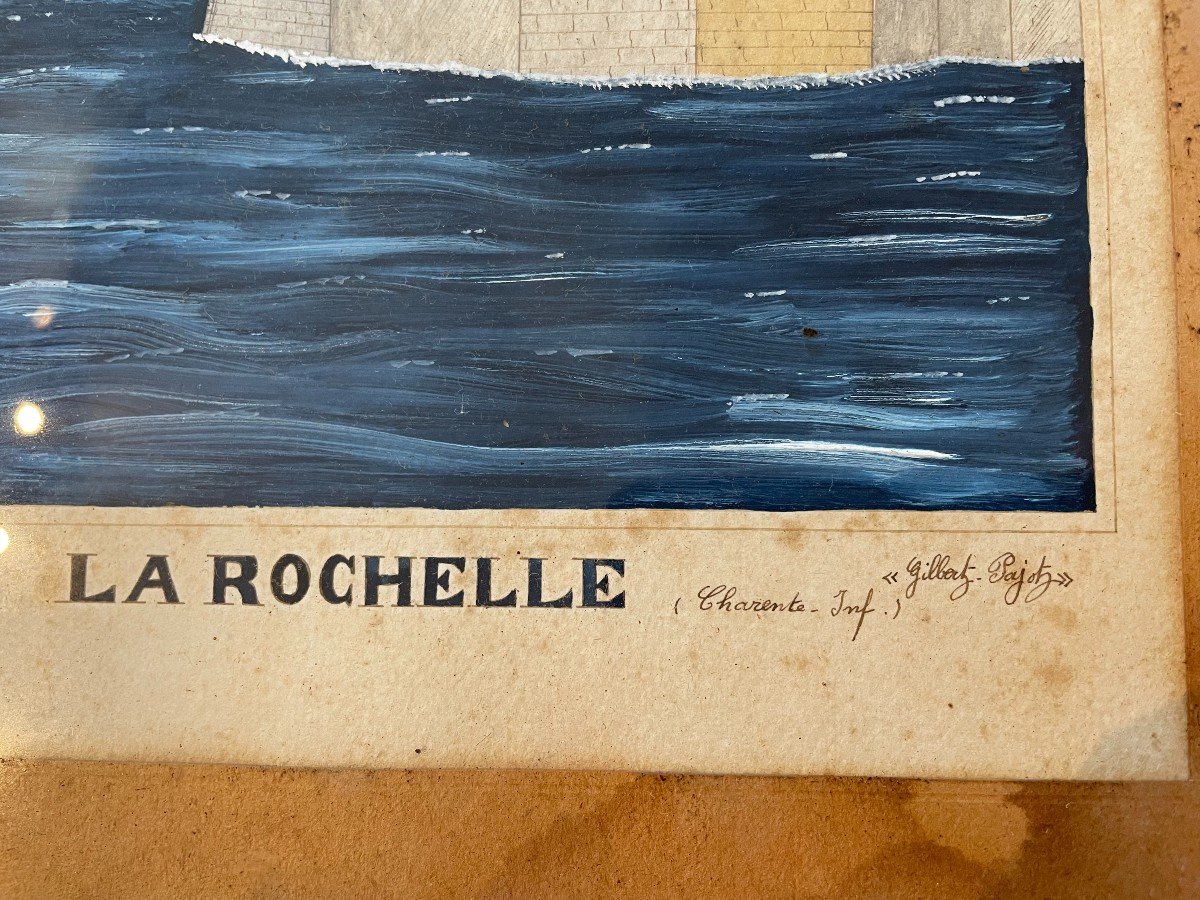 LA ROCHELLE
( Charente - Inf. )
« Gilbert - Pajot »